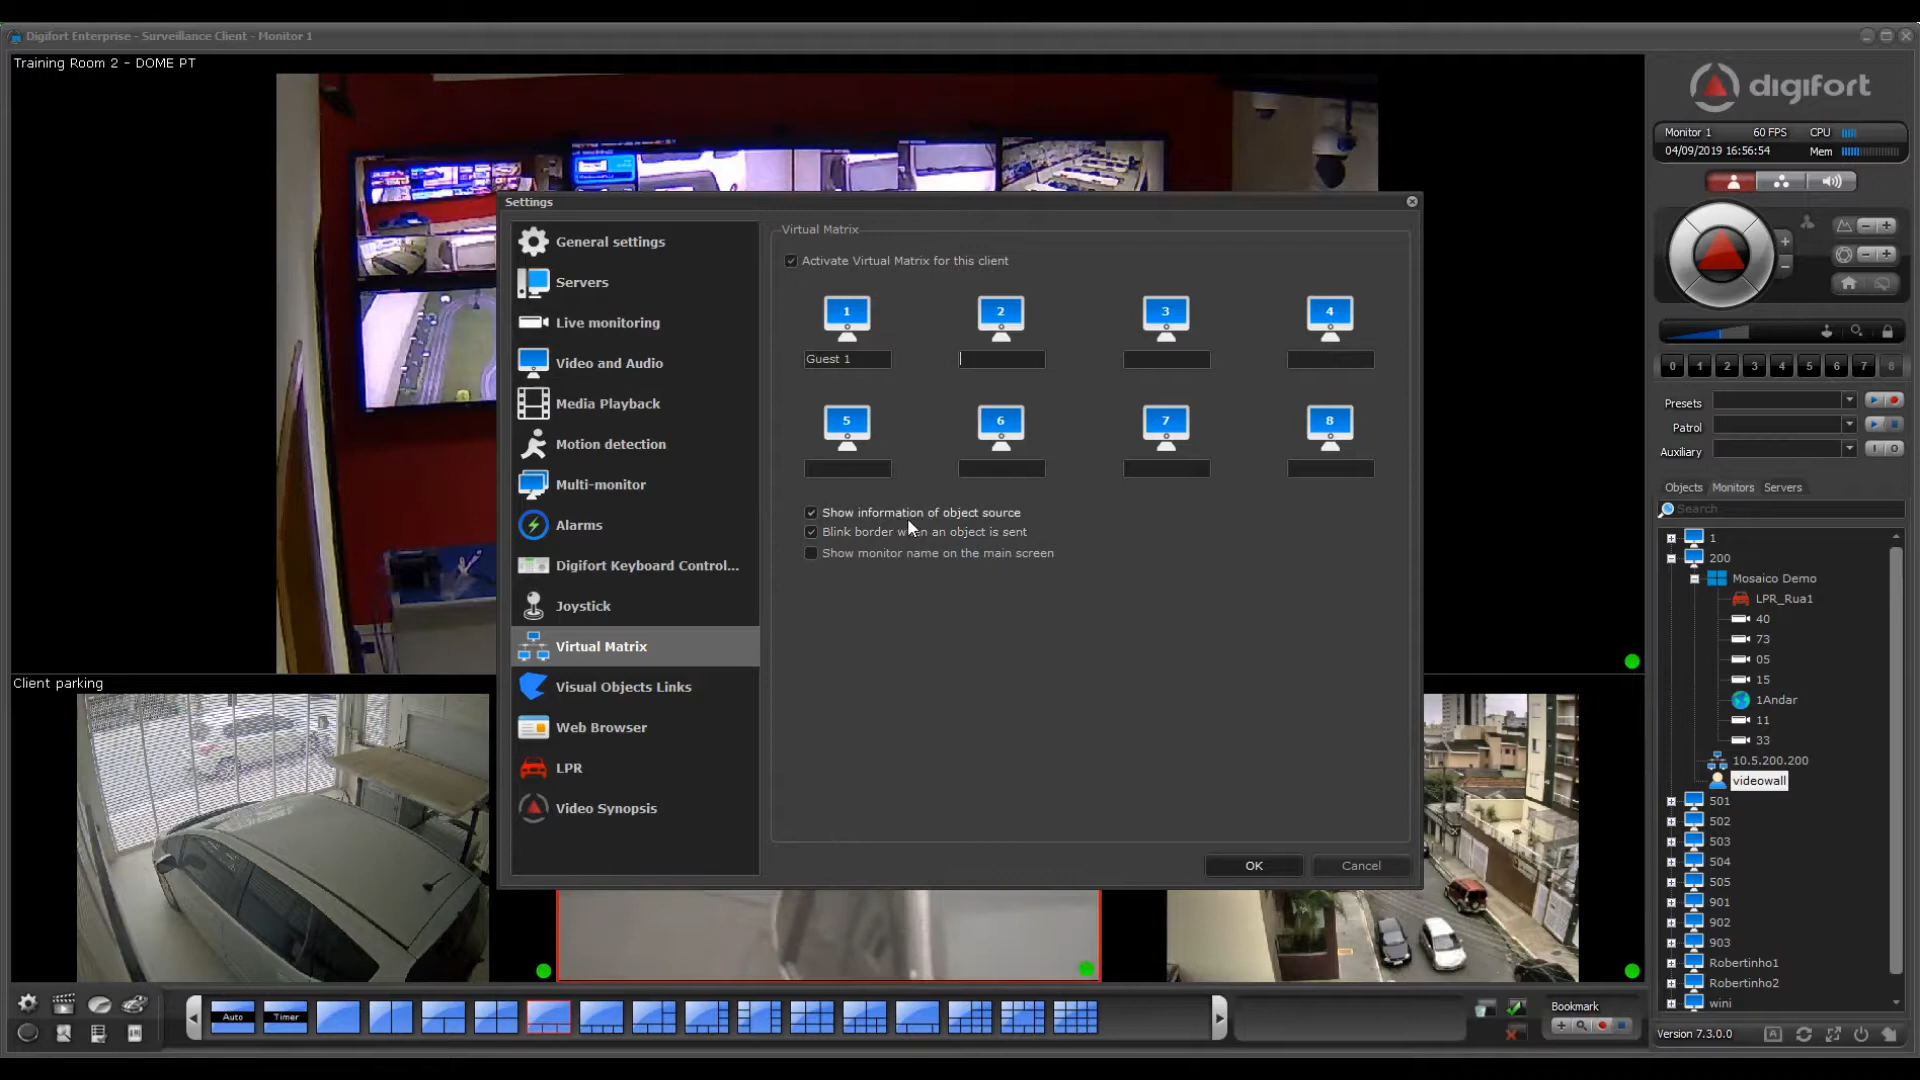 Digifort Enterprise - Surveillance Client - Monitor 1
Training Room 2 - DOME PT
digifort
Monitor 1 60 FPS CPU
04/09/2019 16:56:54 Mem
Settings
General settings
Servers
Live monitoring
Video and Audio
Media Playback
Motion detection
Multi-monitor
Alarms
Digifort Keyboard Control...
Joystick
Virtual Matrix
Visual Objects Links
Web Browser
LPR
Video Synopsis
Virtual Matrix
Activate Virtual Matrix for this client
1 2 3 4
Guest 1
5 6 7 8
Show information of object source
Blink border when an object is sent
Show monitor name on the main screen
OK Cancel
0 1 2 3 4 5 6 7 8
Presets
Patrol
Auxiliary I O
Objects Monitors Servers
Search
1
200
Mosaico Demo
LPR_Rua1
40
73
05
15
1Andar
11
33
10.5.200.200
videowall
501
502
503
504
505
901
902
903
Robertinho1
Robertinho2
wini
Client parking
Auto Timer
Bookmark
Version 7.3.0.0 A